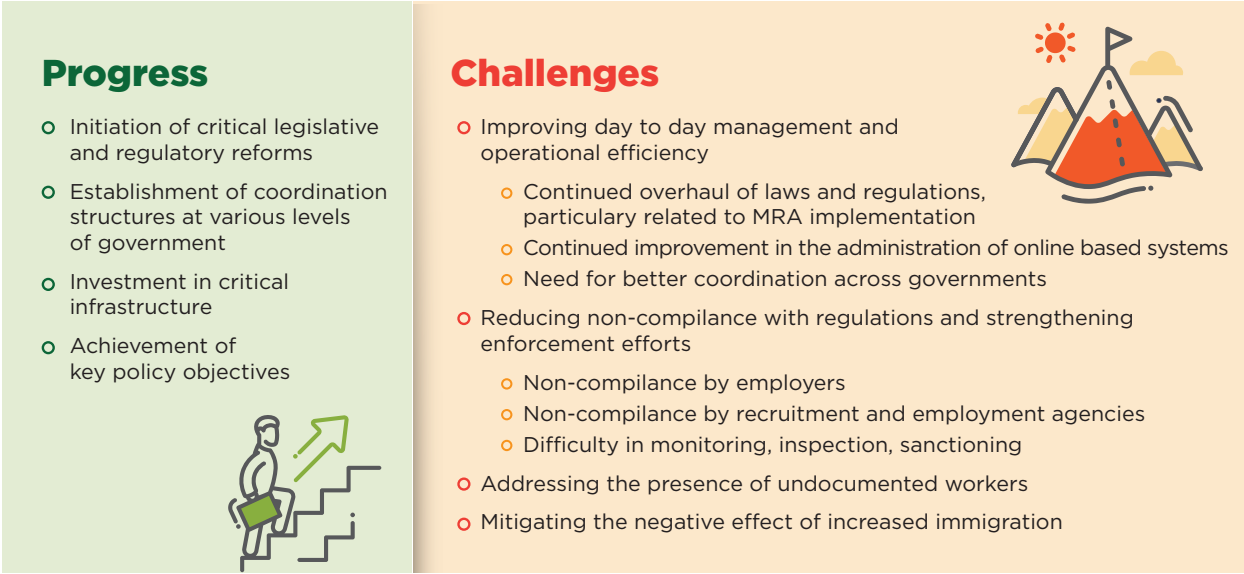 Progress
Initiation of critical legislative
and regulatory reforms
Establishment of coordination
structures at various levels
of government
Investment in critical
infrastructure
Achievement of
key policy objectives
Challenges
Improving day to day management and
operational efficiency
Continued overhaul of laws and regulations,
particulary related to MRA implementation
Continued improvement in the administration of online based systems
Need for better coordination across governments
Reducing non-compilance with regulations and strengthening
enforcement efforts
Non-compilance by employers
Non-compilance by recruitment and employment agencies
Difficulty in monitoring, inspection, sanctioning
Addressing the presence of undocumented workers
Mitigating the negative effect of increased immigration